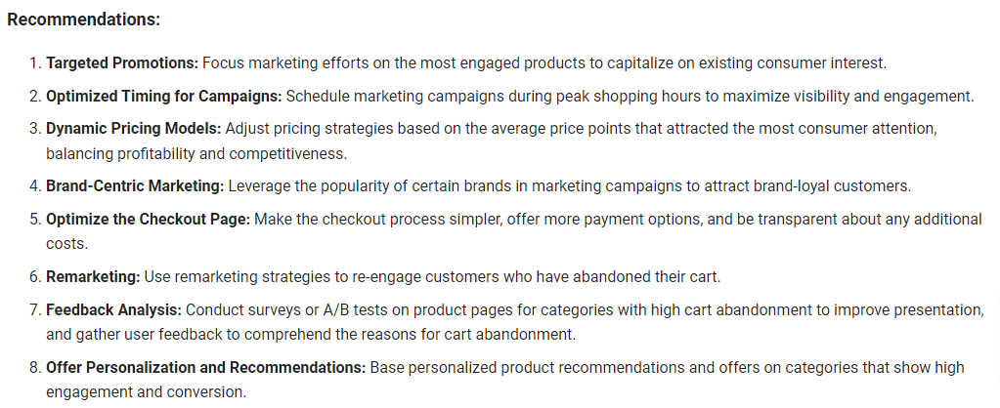 Recommendations:
1. Targeted Promotions: Focus marketing efforts on the most engaged products to capitalize on existing consumer interest.
2. Optimized Timing for Campaigns: Schedule marketing campaigns during peak shopping hours to maximize visibility and engagement.
3. Dynamic Pricing Models: Adjust pricing strategies based on the average price points that attracted the most consumer attention,
balancing profitability and competitiveness.
4. Brand-Centric Marketing: Leverage the popularity of certain brands in marketing campaigns to attract brand-loyal customers.
5. Optimize the Checkout Page: Make the checkout process simpler, offer more payment options, and be transparent about any additional
costs.
6. Remarketing: Use remarketing strategies to re-engage customers who have abandoned their cart.
7. Feedback Analysis: Conduct surveys or A/B tests on product pages for categories with high cart abandonment to improve presentation,
and gather user feedback to comprehend the reasons for cart abandonment.
8. Offer Personalization and Recommendations: Base personalized product recommendations and offers on categories that show high
engagement and conversion.